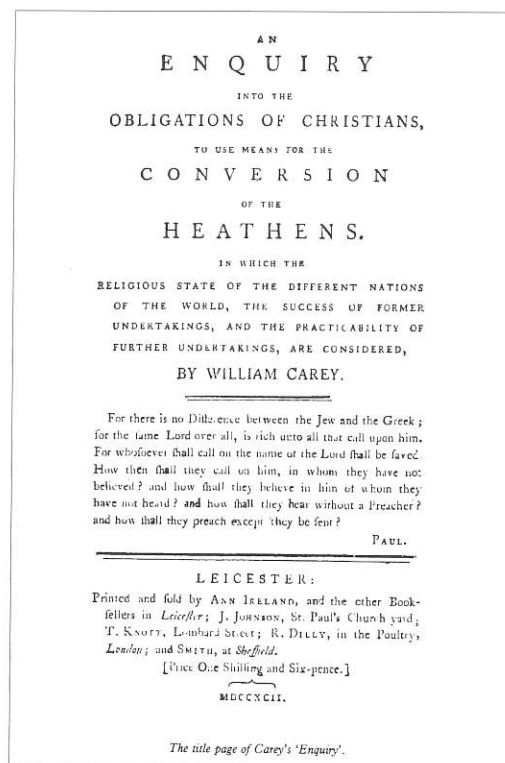 AN
ENQUIRY
INTO THE
OBLIGATIONS OF CHRISTIANS,
TO USE MEANS FOR THE
CONVERSION
OF THE
HEATHENS.
IN WHICH THE
RELIGIOUS STATE OF THE DIFFERENT NATIONS
OF THE WORLD, THE SUCCESS OF FORMER
UNDERTAKINGS, AND THE PRACTICABILITY OF
FURTHER UNDERTAKINGS, ARE CONSIDERED,
BY WILLIAM CAREY.
For there is no Difference between the Jew and the Greek;
for the ſame Lord over all, is rich unto all that call upon him.
For whoſoever ſhall call on the name of the Lord ſhall be ſaved.
How then ſhall they call on him, in whom they have not
believed? and how ſhall they believe in him of whom they
have not heard? and how ſhall they hear without a Preacher?
and how ſhall they preach except they be ſent?
PAUL.
LEICESTER:
Printed and ſold by ANN IRELAND, and the other Book-
ſellers in Leiceſter; J. JOHNSON, St. Paul's Church yard;
T. KNOTT, Lombard Street; R. DILLY, in the Poultry,
London; and SMITH, at Sheffield.
[Price One Shilling and Six-pence.]
MDCCXCII.
The title page of Carey's ‘Enquiry’.